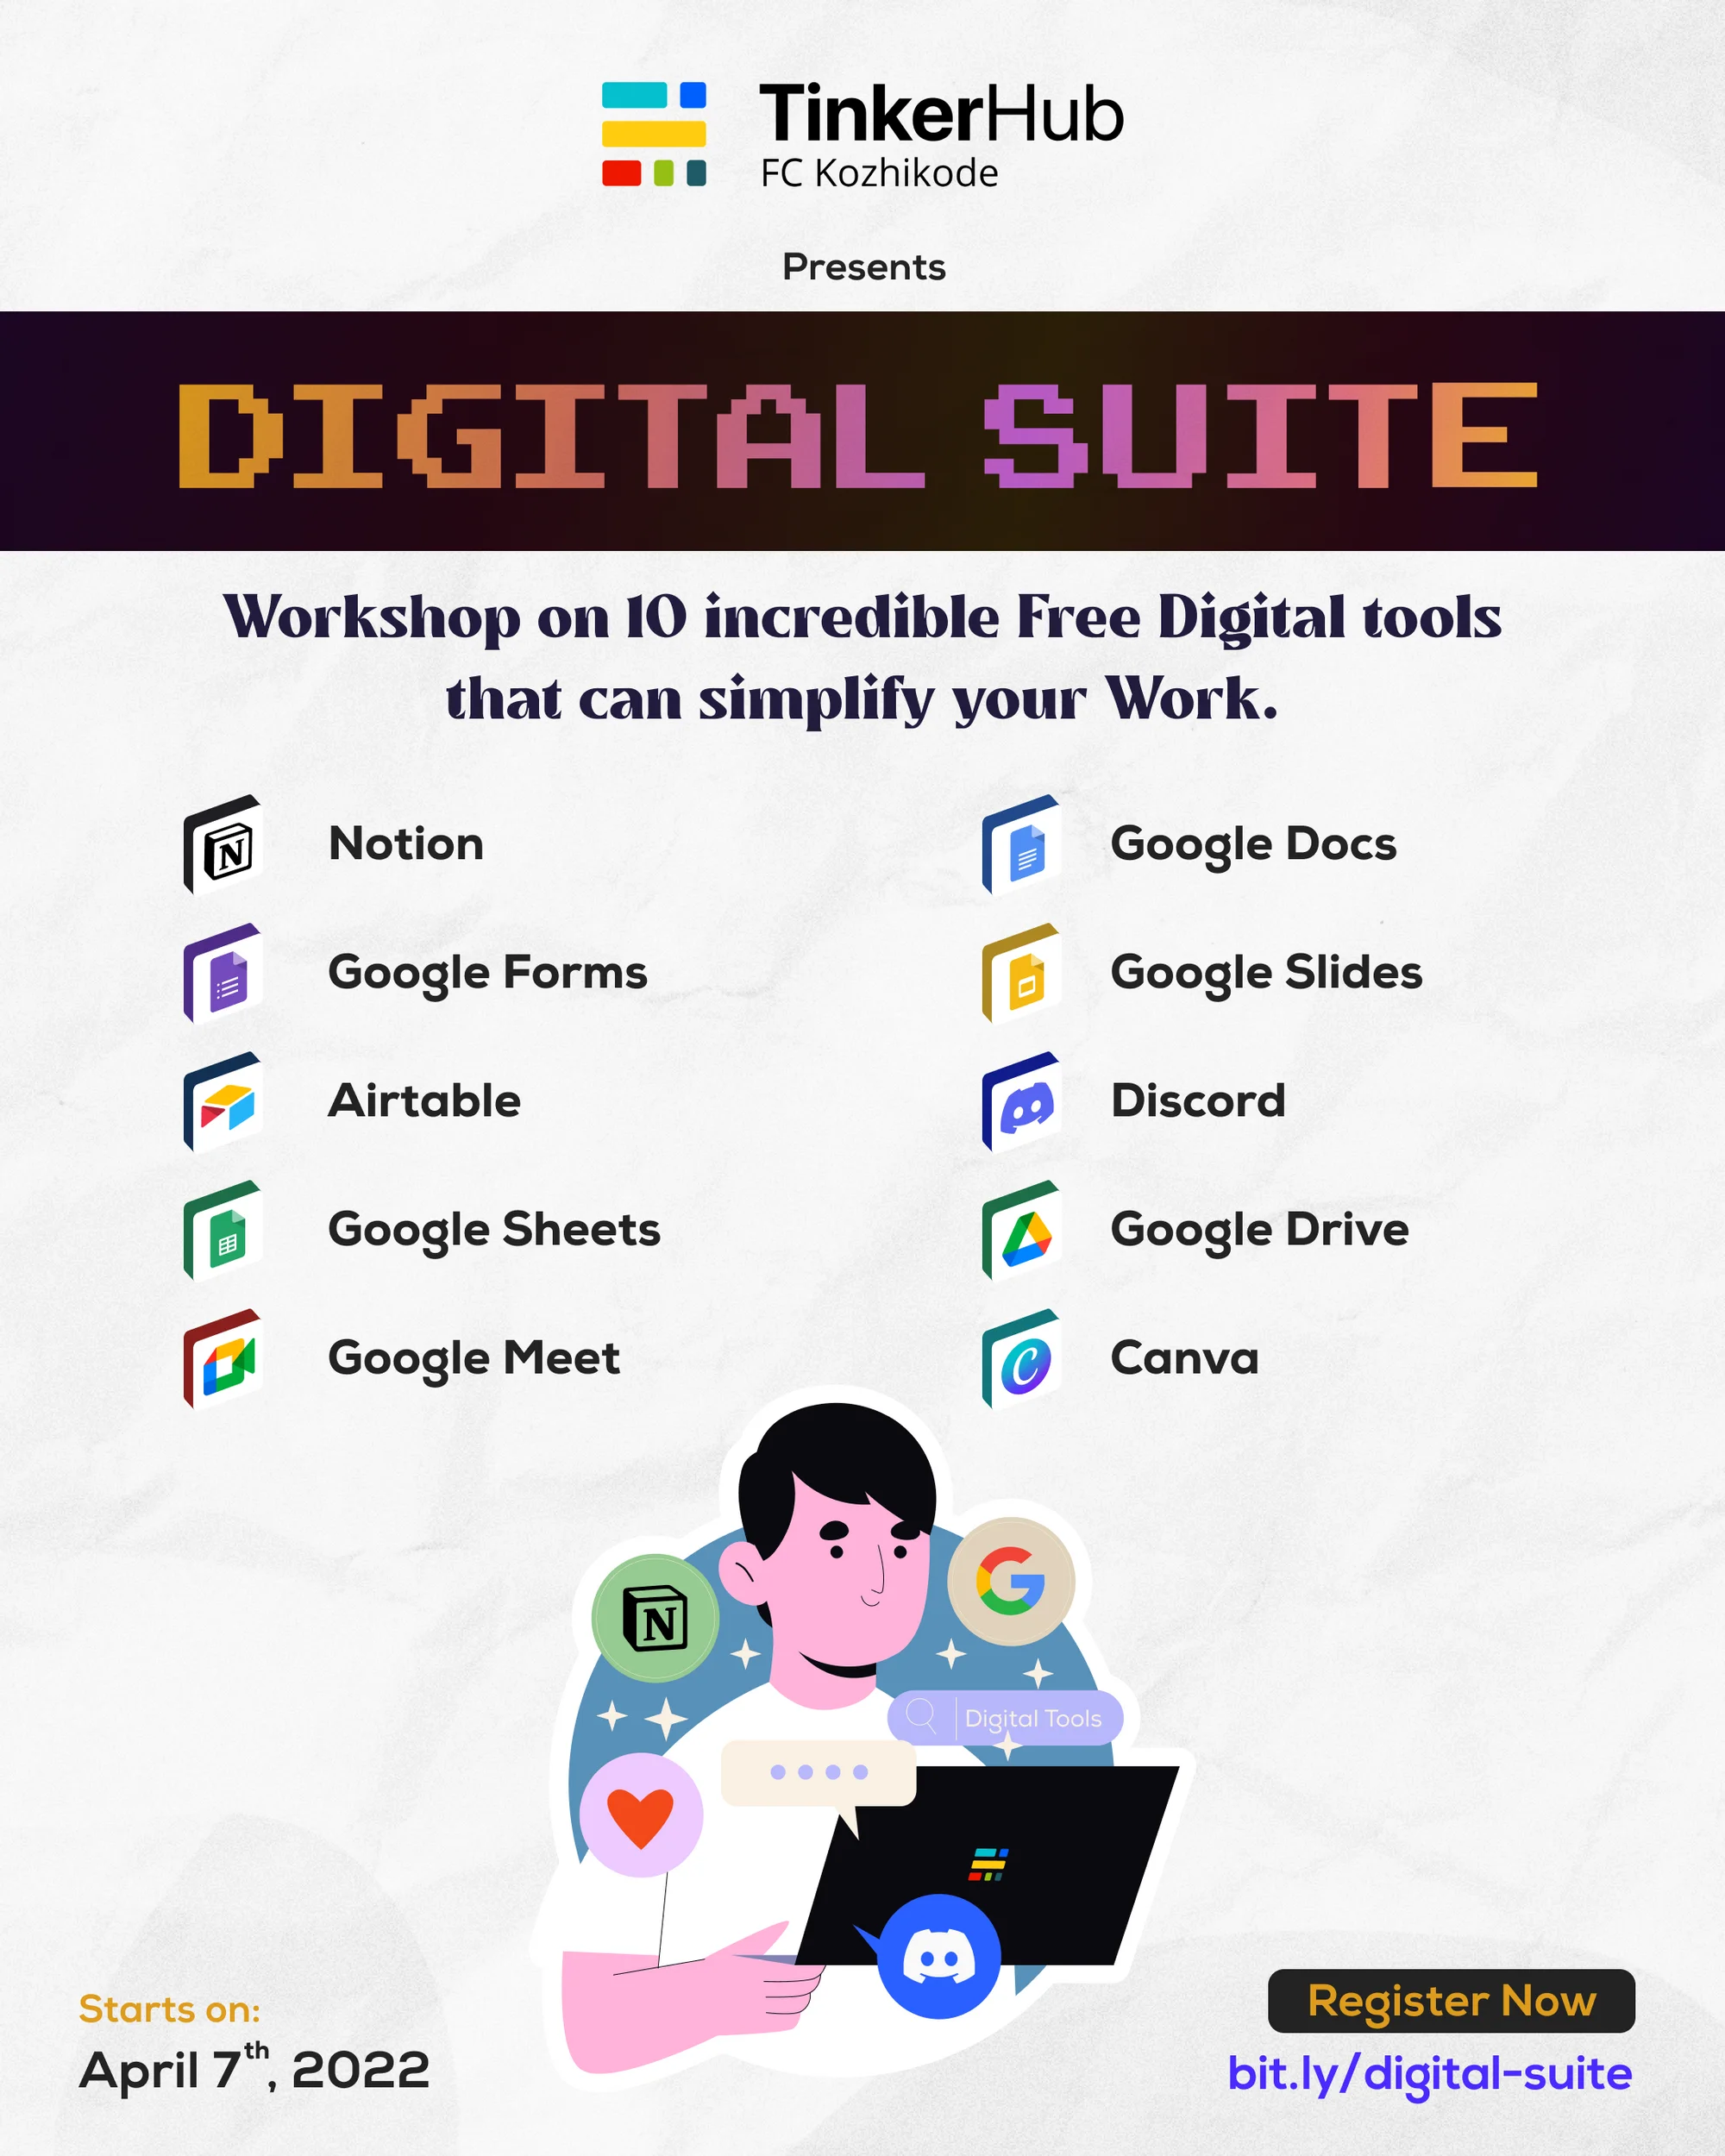 TinkerHub
FC Kozhikode
Presents
DIGITAL SUITE
Workshop on 10 incredible Free Digital tools
that can simplify your Work.
Notion
Google Docs
Google Forms
Google Slides
Airtable
Discord
Google Sheets
Google Drive
Google Meet
Canva
Digital Tools
Starts on:
April 7th, 2022
Register Now
bit.ly/digital-suite